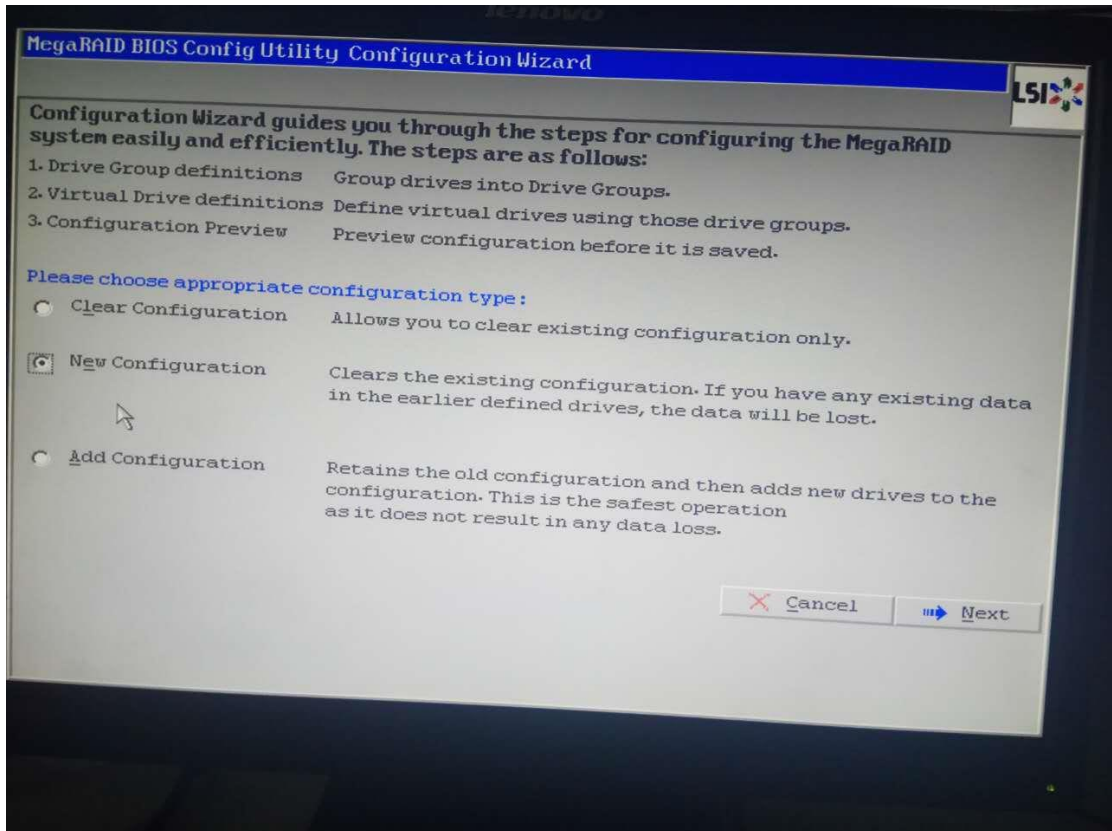 lenovo
MegaRAID BIOS Config Utility Configuration Wizard
LSI
Configuration Wizard guides you through the steps for configuring the MegaRAID
system easily and efficiently. The steps are as follows:
1. Drive Group definitions Group drives into Drive Groups.
2. Virtual Drive definitions Define virtual drives using those drive groups.
3. Configuration Preview Preview configuration before it is saved.
Please choose appropriate configuration type:
Clear Configuration Allows you to clear existing configuration only.
New Configuration Clears the existing configuration. If you have any existing data
in the earlier defined drives, the data will be lost.
Add Configuration Retains the old configuration and then adds new drives to the
configuration. This is the safest operation
as it does not result in any data loss.
Cancel Next